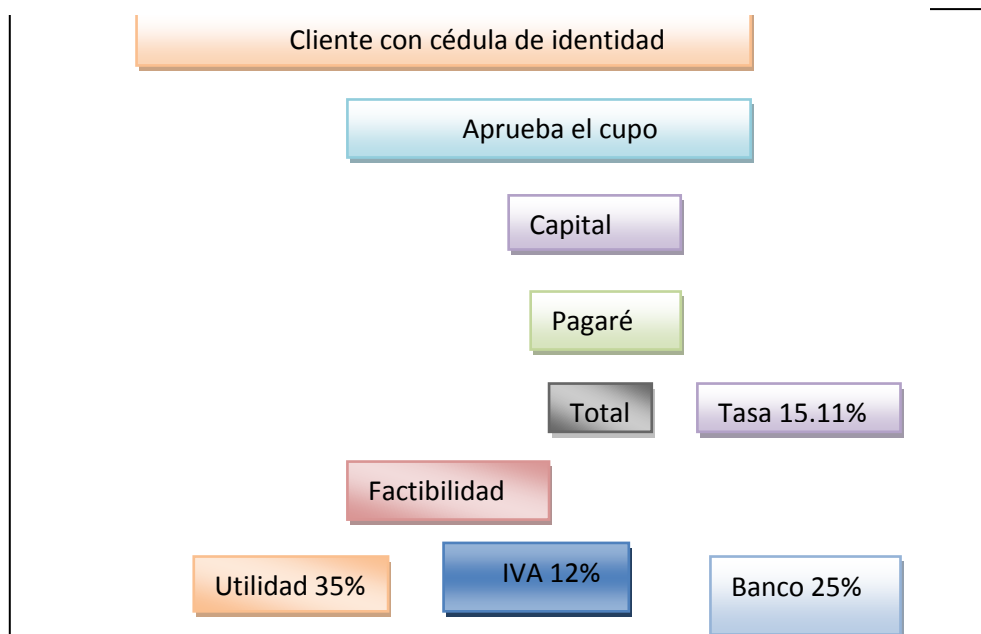 Cliente con cédula de identidad
Aprueba el cupo
Capital
Pagaré
Total
Tasa 15.11%
Factibilidad
Utilidad 35%
IVA 12%
Banco 25%